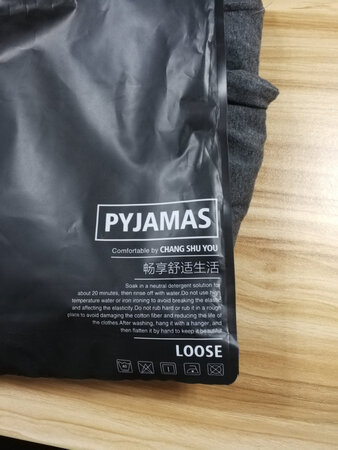 PYJAMAS
Comfortable by CHANG SHU YOU
畅享舒适生活
Soak in a neutral detergent solution for
about 20 minutes, then rinse off with water.Do not use high
temperature water or iron ironing to avoid breaking the elastic
and affecting the elasticity.Do not rub hard or rub it in a rough
place to avoid damaging the cotton fiber and reducing the life of
the clothes.After washing, hang it with a hanger, and
then flatten it by hand to keep it beautiful
LOOSE